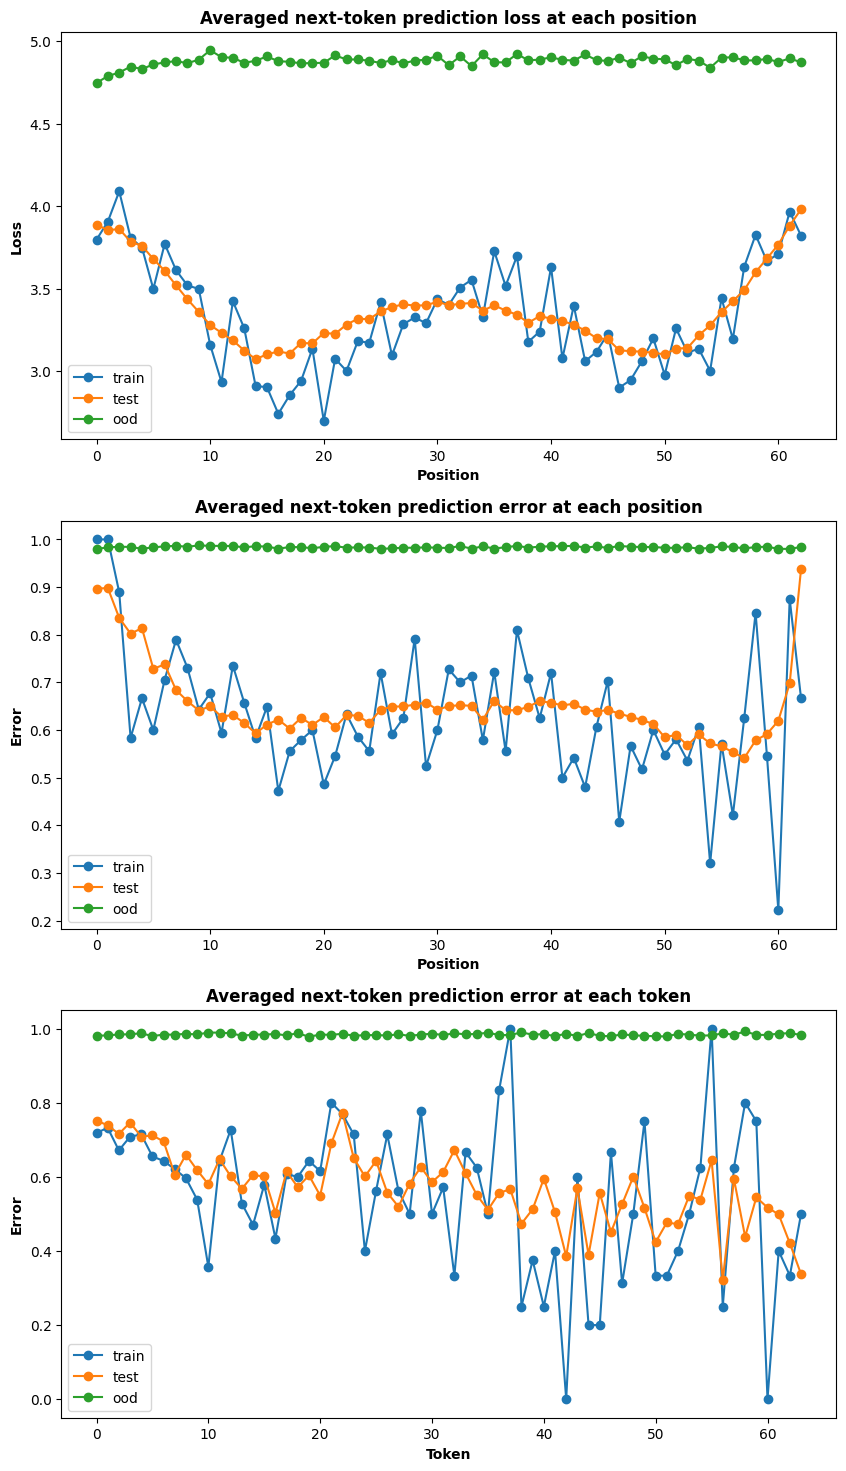 Averaged next-token prediction loss at each position
5.0
4.5
4.0
3.5
3.0
Loss
train
test
ood
0 10 20 30 40 50 60
Position
Averaged next-token prediction error at each position
1.0
0.9
0.8
0.7
0.6
0.5
0.4
0.3
0.2
Error
train
test
ood
0 10 20 30 40 50 60
Position
Averaged next-token prediction error at each token
1.0
0.8
0.6
0.4
0.2
0.0
Error
train
test
ood
0 10 20 30 40 50 60
Token